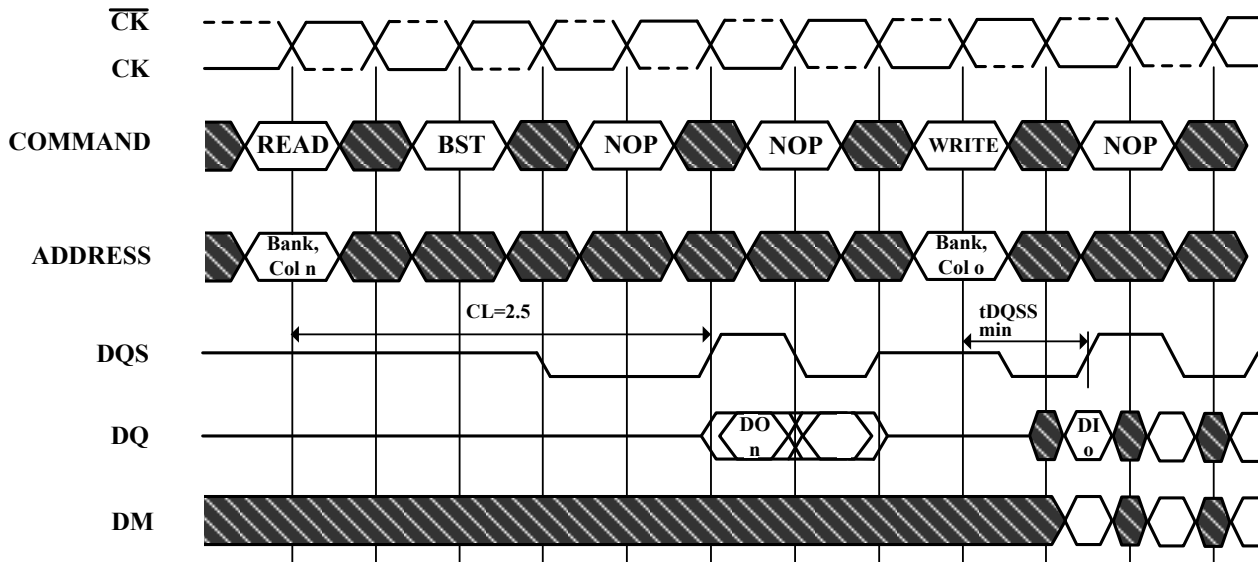 CK
CK
COMMAND READ BST NOP NOP WRITE NOP
ADDRESS Bank, Col n Bank, Col o
CL=2.5 tDQSS min
DQS
DQ DO n DI o
DM